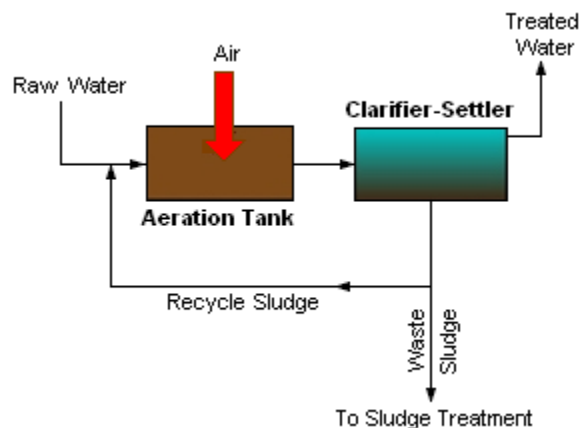 Treated
Water
Air
Raw Water
Clarifier-Settler
Aeration Tank
Recycle Sludge
Waste
Sludge
To Sludge Treatment